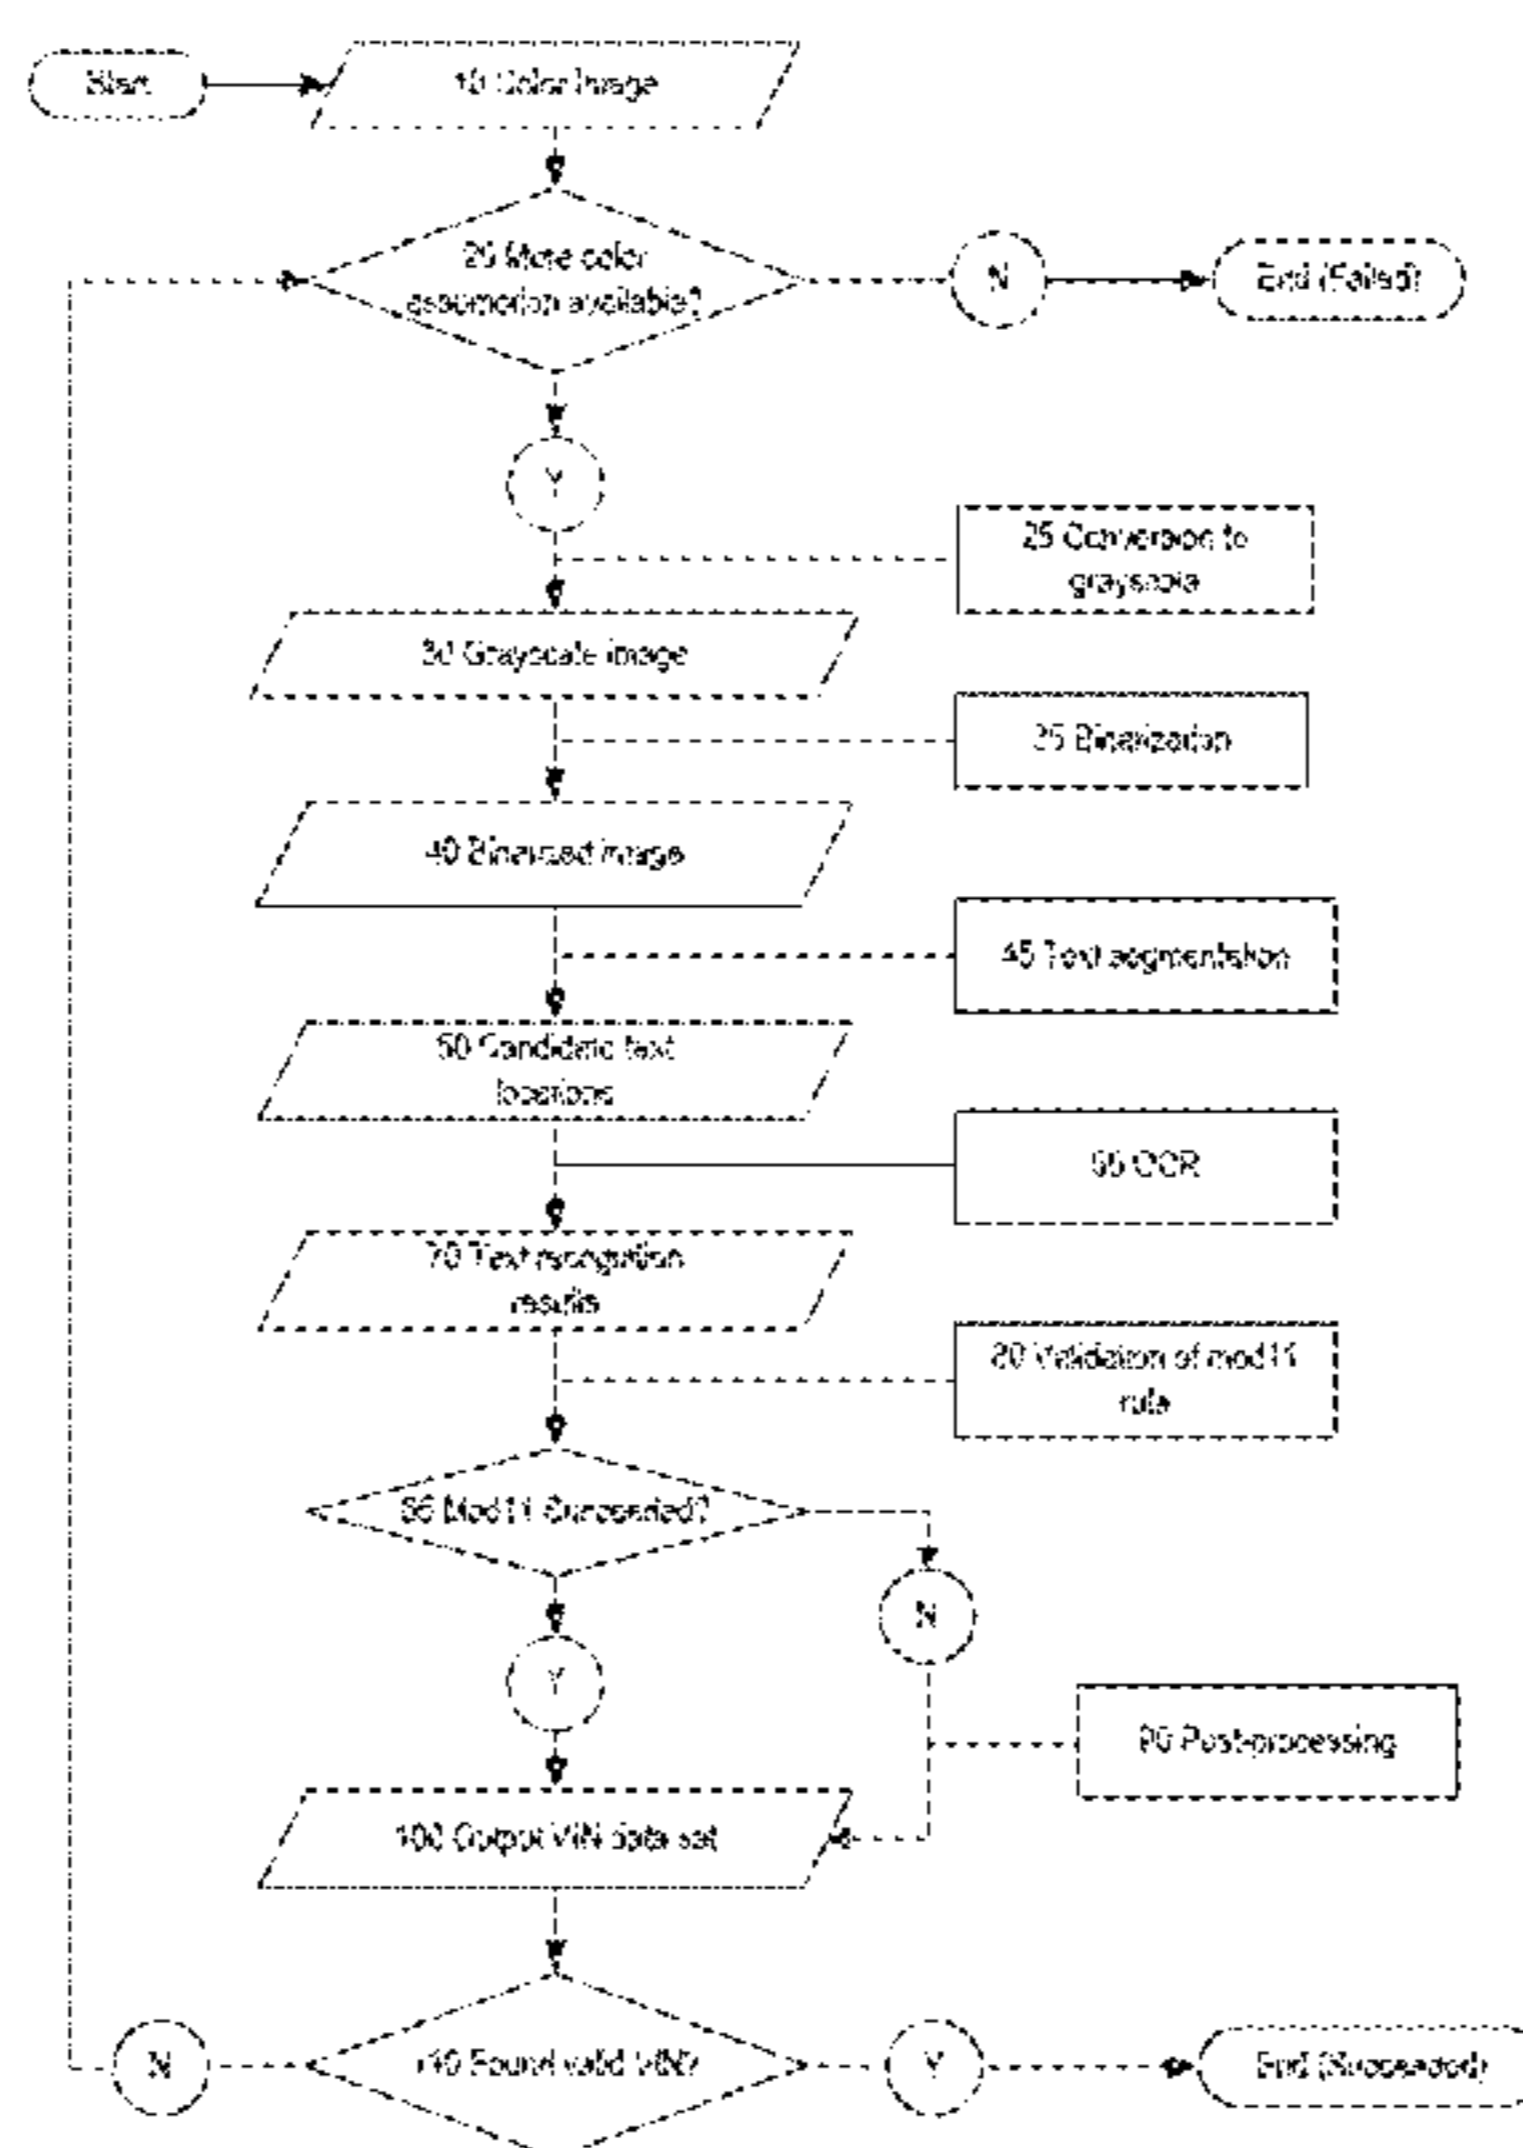 Start
10 Color Image
20 More color
assumption available?
N
End (Failed)
Y
25 Conversion to
grayscale
30 Grayscale image
35 Binarization
40 Binarized image
45 Text segmentation
50 Candidate text
locations
55 OCR
70 Text recognition
results
80 Validation of mod11
rule
Mod11 Succeeded?
N
Y
90 Post-processing
100 Output VIN data set
N
110 Found valid VIN?
Y
End (Succeeded)